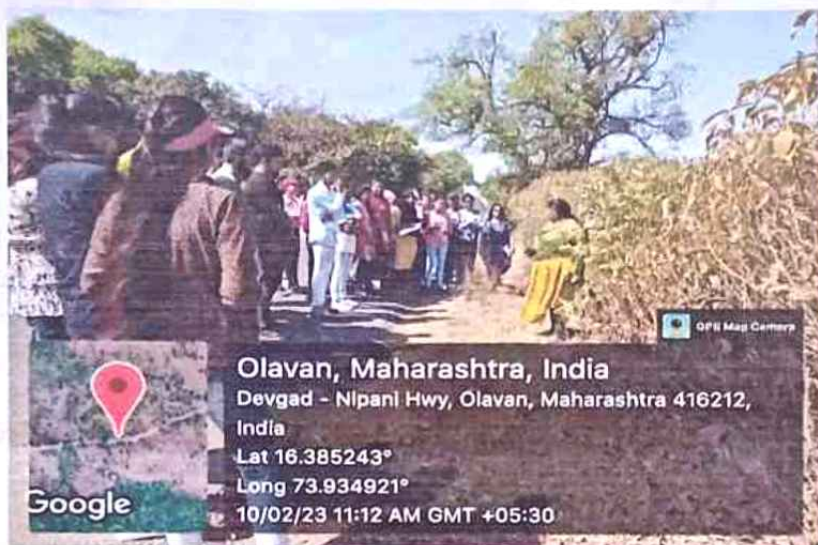 GPS Map Camera
Olavan, Maharashtra, India
Devgad - Nipani Hwy, Olavan, Maharashtra 416212,
India
Lat 16.385243°
Long 73.934921°
10/02/23 11:12 AM GMT +05:30
Google